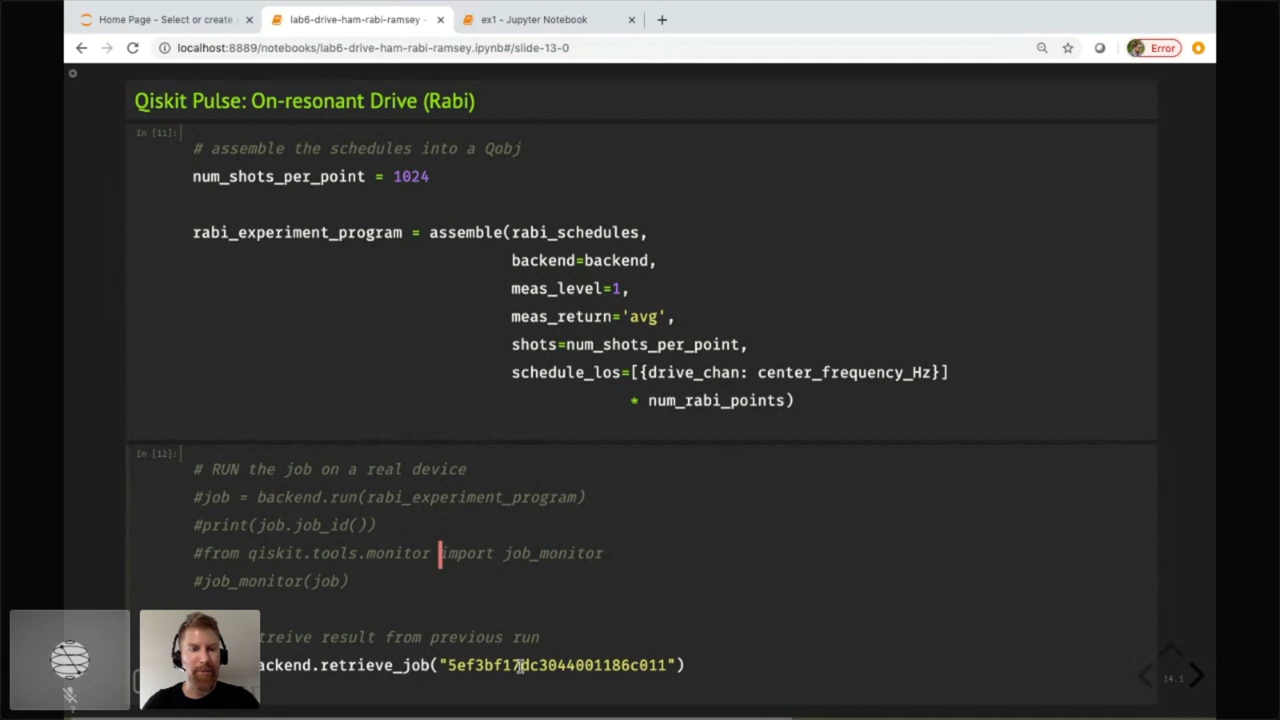 Home Page - Select or create a
lab6-drive-ham-rabi-ramsey -
ex1 - Jupyter Notebook
localhost:8889/notebooks/lab6-drive-ham-rabi-ramsey.ipynb#/slide-13-0
Error
Qiskit Pulse: On-resonant Drive (Rabi)
In [11]:
# assemble the schedules into a Qobj
num_shots_per_point = 1024
rabi_experiment_program = assemble(rabi_schedules,
backend=backend,
meas_level=1,
meas_return='avg',
shots=num_shots_per_point,
schedule_los=[{drive_chan: center_frequency_Hz}]
* num_rabi_points)
In [12]:
# RUN the job on a real device
#job = backend.run(rabi_experiment_program)
#print(job.job_id())
#from qiskit.tools.monitor import job_monitor
#job_monitor(job)
treive result from previous run
ackend.retrieve_job("5ef3bf17dc3044001186c011")
14.1